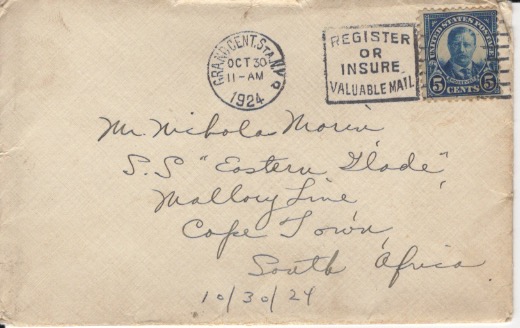 GRAND CENT. STA. N.Y.
OCT 30
11-AM
1924
REGISTER
OR
INSURE
VALUABLE MAIL
UNITED STATES POSTAGE
5 CENTS 5
Mr. Nicholas Morin
S.S "Eastern Glade"
Mallory Line
Cape Town,
South Africa.
10/30/24